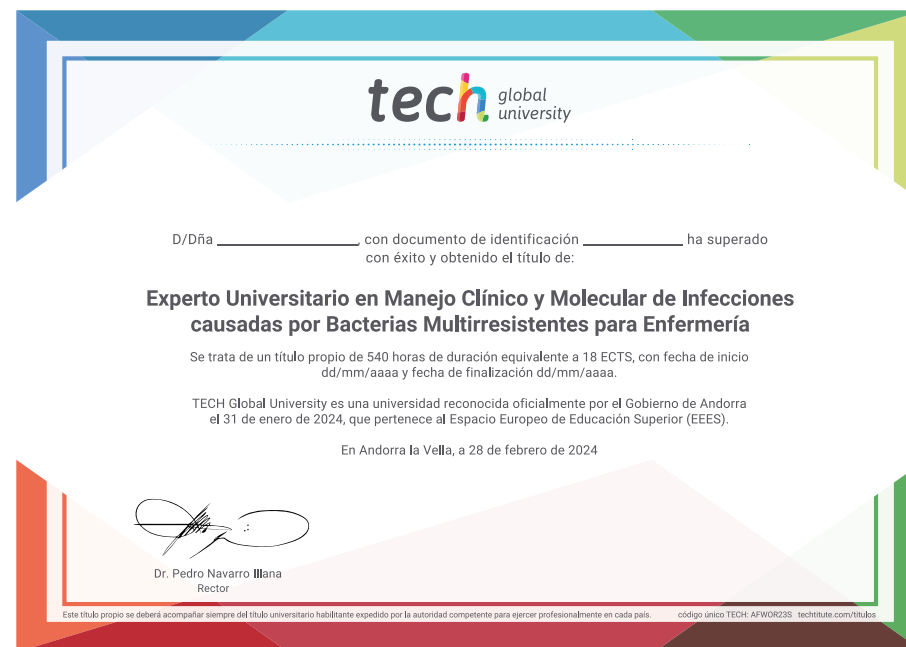 tech global university
D/Dña ____________________, con documento de identificación ______________ ha superado
con éxito y obtenido el título de:
Experto Universitario en Manejo Clínico y Molecular de Infecciones
causadas por Bacterias Multirresistentes para Enfermería
Se trata de un título propio de 540 horas de duración equivalente a 18 ECTS, con fecha de inicio
dd/mm/aaaa y fecha de finalización dd/mm/aaaa.
TECH Global University es una universidad reconocida oficialmente por el Gobierno de Andorra
el 31 de enero de 2024, que pertenece al Espacio Europeo de Educación Superior (EEES).
En Andorra la Vella, a 28 de febrero de 2024
Dr. Pedro Navarro Illana
Rector
Este título propio se deberá acompañar siempre del título universitario habilitante expedido por la autoridad competente para ejercer profesionalmente en cada país. código único TECH: AFWOR23S techtitute.com/titulos